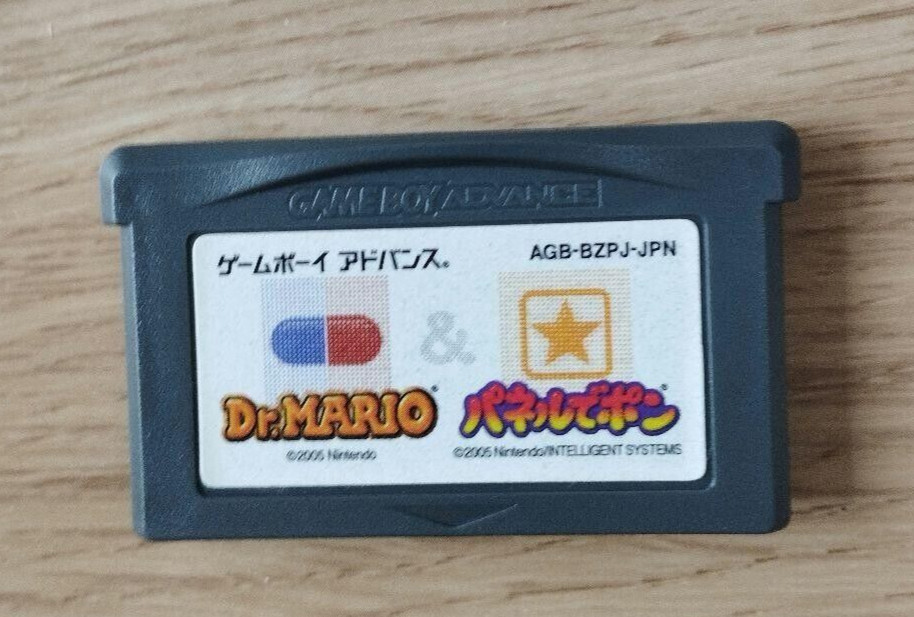 GAME BOY ADVANCE
ゲームボーイ アドバンス® AGB-BZPJ-JPN
&
Dr.MARIO® パネルでポン®
©2005 Nintendo ©2005 Nintendo/INTELLIGENT SYSTEMS